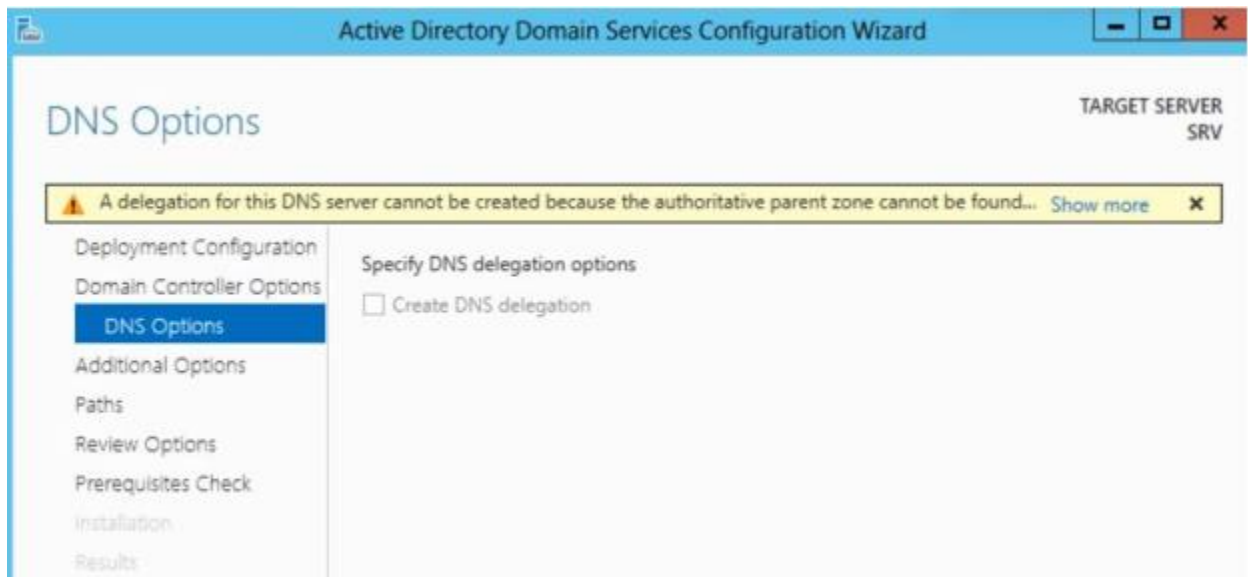 Active Directory Domain Services Configuration Wizard
DNS Options
TARGET SERVER
SRV
A delegation for this DNS server cannot be created because the authoritative parent zone cannot be found... Show more
Deployment Configuration
Domain Controller Options
DNS Options
Additional Options
Paths
Review Options
Prerequisites Check
Installation
Results
Specify DNS delegation options
Create DNS delegation